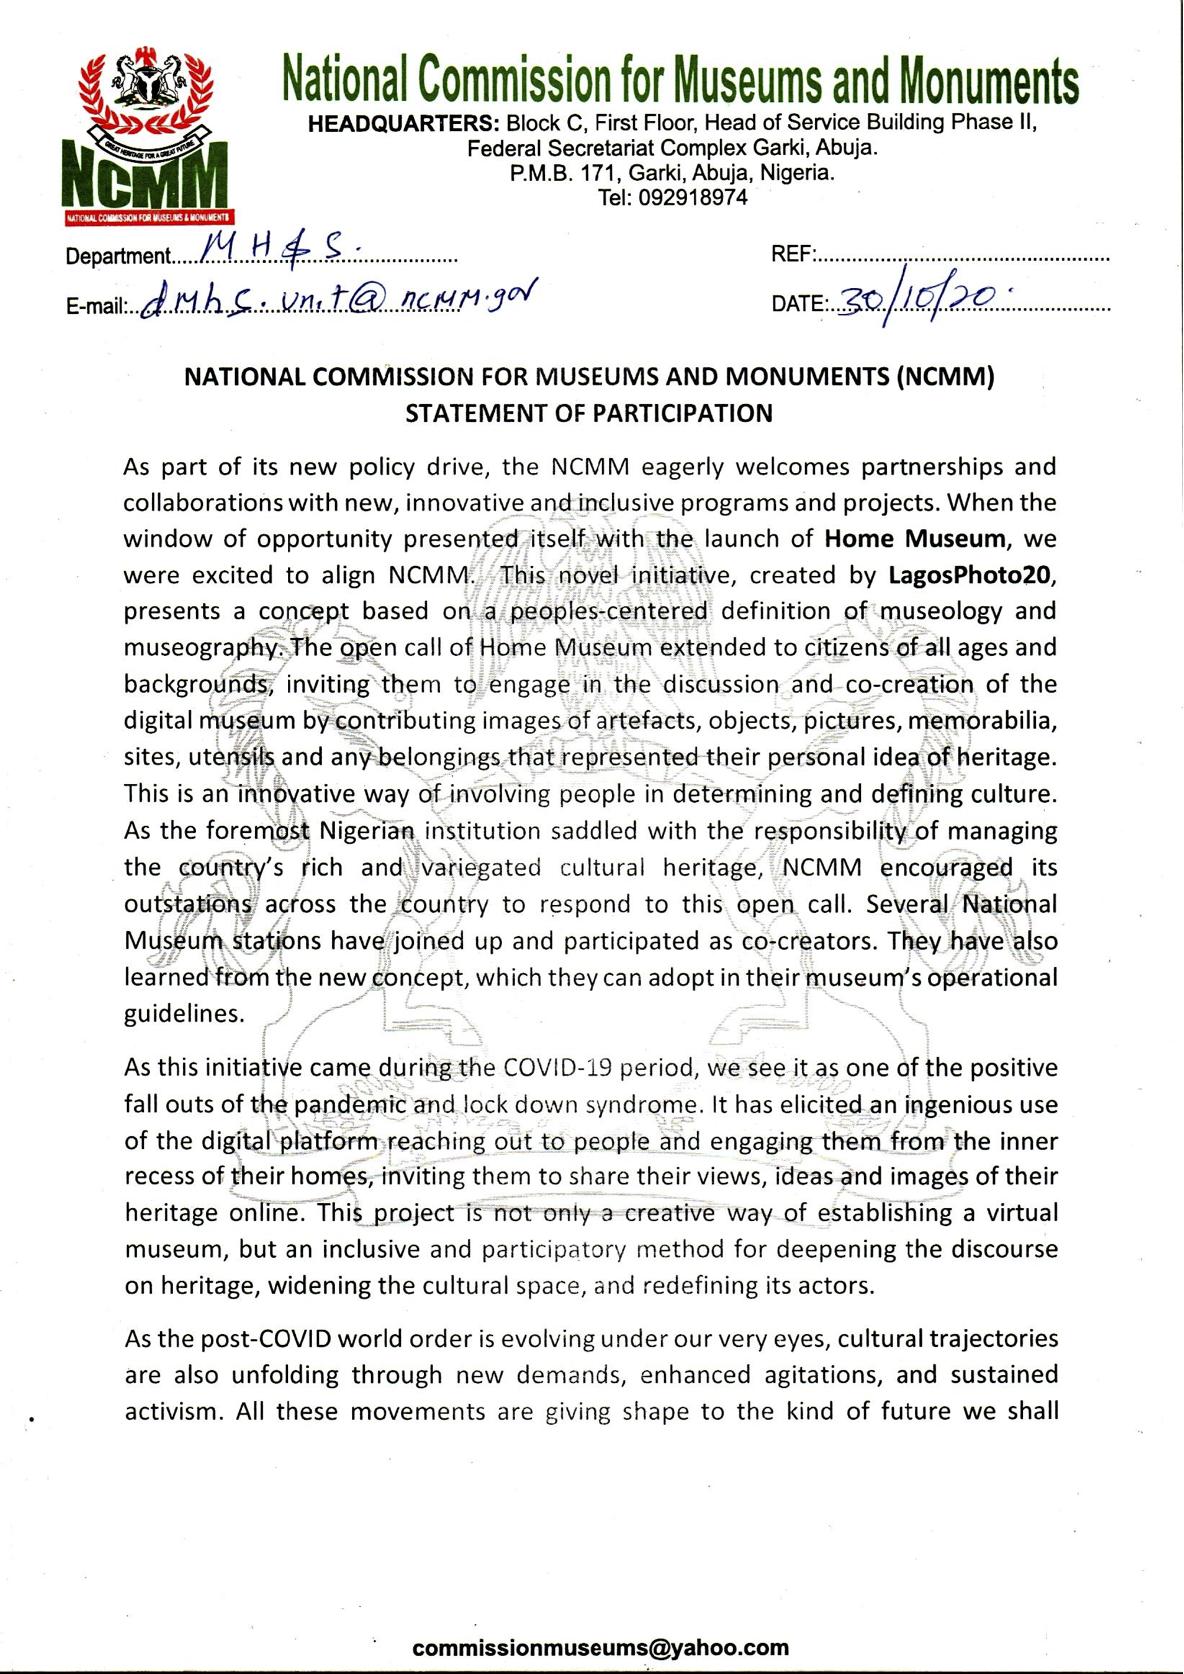 National Commission for Museums and Monuments
HEADQUARTERS: Block C, First Floor, Head of Service Building Phase II,
Federal Secretariat Complex Garki, Abuja.
P.M.B. 171, Garki, Abuja, Nigeria.
Tel: 092918974
GREAT HERITAGE FOR A GREAT FUTURE
NCMM
NATIONAL COMMISSION FOR MUSEUMS & MONUMENTS
Department.....MH&S.
REF:
E-mail:..dmhs.unit@ncmm.gov
DATE:.30/10/20.
NATIONAL COMMISSION FOR MUSEUMS AND MONUMENTS (NCMM)
STATEMENT OF PARTICIPATION
As part of its new policy drive, the NCMM eagerly welcomes partnerships and
collaborations with new, innovative and inclusive programs and projects. When the
window of opportunity presented itself with the launch of Home Museum, we
were excited to align NCMM. This novel initiative, created by LagosPhoto20,
presents a concept based on a peoples-centered definition of museology and
museography. The open call of Home Museum extended to citizens of all ages and
backgrounds, inviting them to engage in the discussion and co-creation of the
digital museum by contributing images of artefacts, objects, pictures, memorabilia,
sites, utensils and any belongings that represented their personal idea of heritage.
This is an innovative way of involving people in determining and defining culture.
As the foremost Nigerian institution saddled with the responsibility of managing
the country's rich and variegated cultural heritage, NCMM encouraged its
outstations across the country to respond to this open call. Several National
Museum stations have joined up and participated as co-creators. They have also
learned from the new concept, which they can adopt in their museum's operational
guidelines.
As this initiative came during the COVID-19 period, we see it as one of the positive
fall outs of the pandemic and lock down syndrome. It has elicited an ingenious use
of the digital platform reaching out to people and engaging them from the inner
recess of their homes, inviting them to share their views, ideas and images of their
heritage online. This project is not only a creative way of establishing a virtual
museum, but an inclusive and participatory method for deepening the discourse
on heritage, widening the cultural space, and redefining its actors.
As the post-COVID world order is evolving under our very eyes, cultural trajectories
are also unfolding through new demands, enhanced agitations, and sustained
activism. All these movements are giving shape to the kind of future we shall
commissionmuseums@yahoo.com